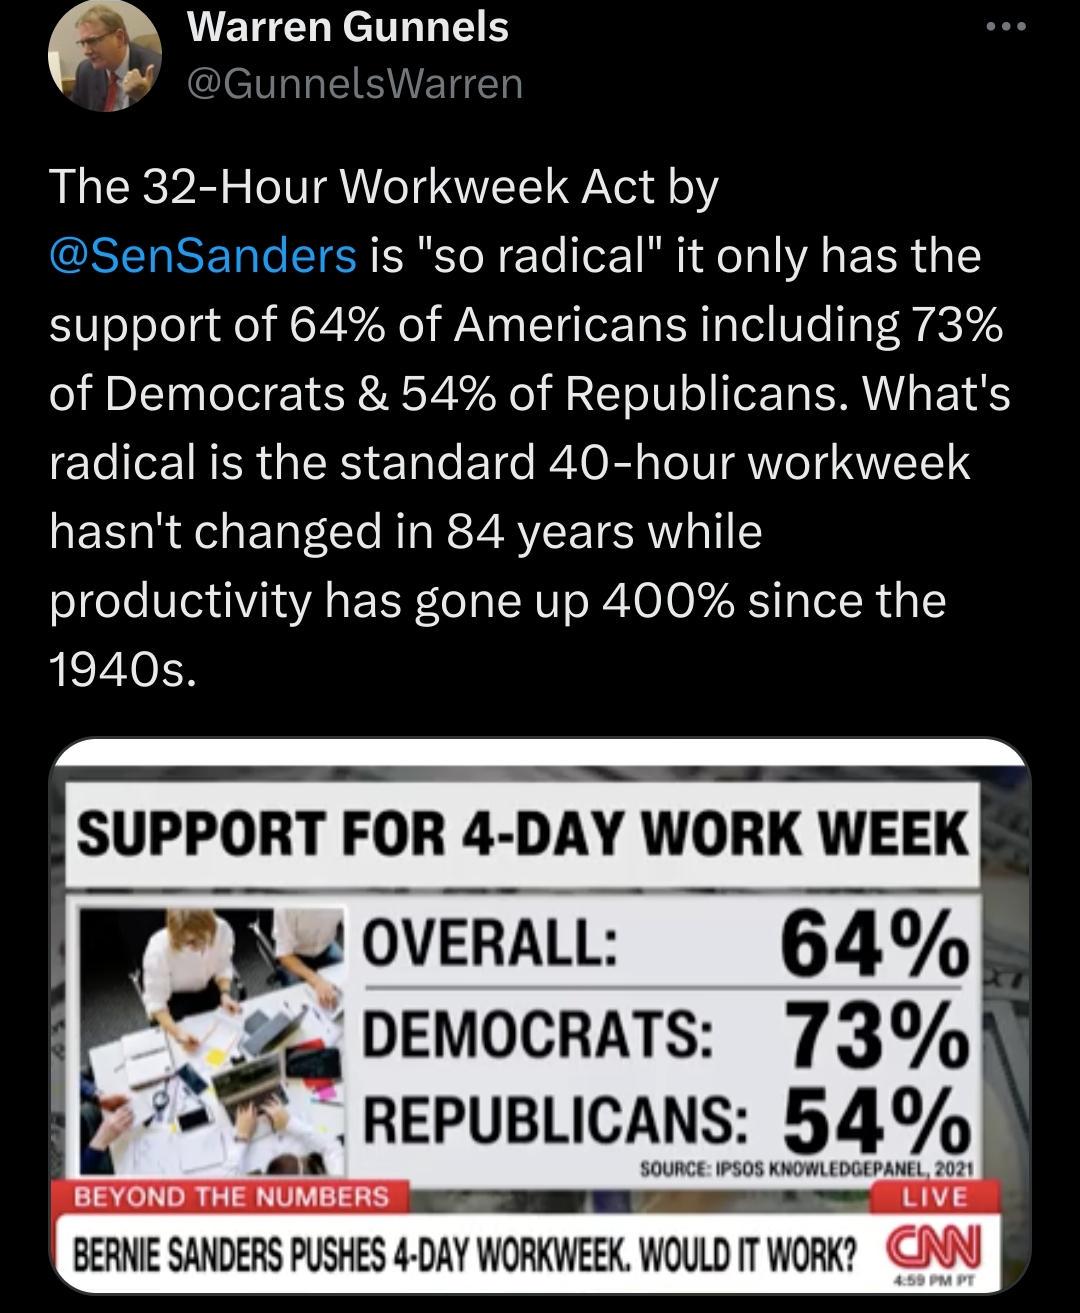 Warren Gunnels
@GunnelsWarren
The 32-Hour Workweek Act by
@SenSanders is "so radical" it only has the
support of 64% of Americans including 73%
of Democrats & 54% of Republicans. What's
radical is the standard 40-hour workweek
hasn't changed in 84 years while
productivity has gone up 400% since the
1940s.
SUPPORT FOR 4-DAY WORK WEEK
OVERALL: 64%
DEMOCRATS: 73%
REPUBLICANS: 54%
SOURCE: IPSOS KNOWLEDGEPANEL, 2021
BEYOND THE NUMBERS
LIVE
BERNIE SANDERS PUSHES 4-DAY WORKWEEK. WOULD IT WORK?
CNN
4:59 PM PT